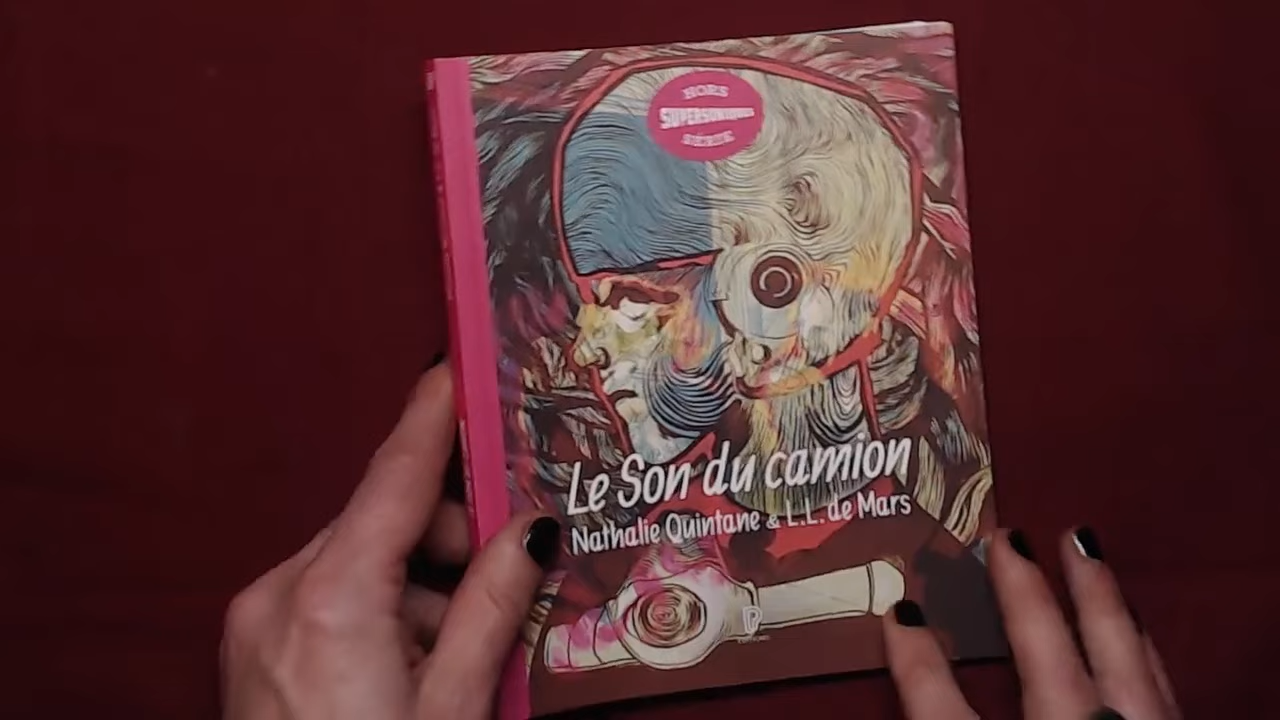 HORS
SUPERSONIQUES
SÉRIE
Le Son du camion
Nathalie Quintane & L.L. de Mars